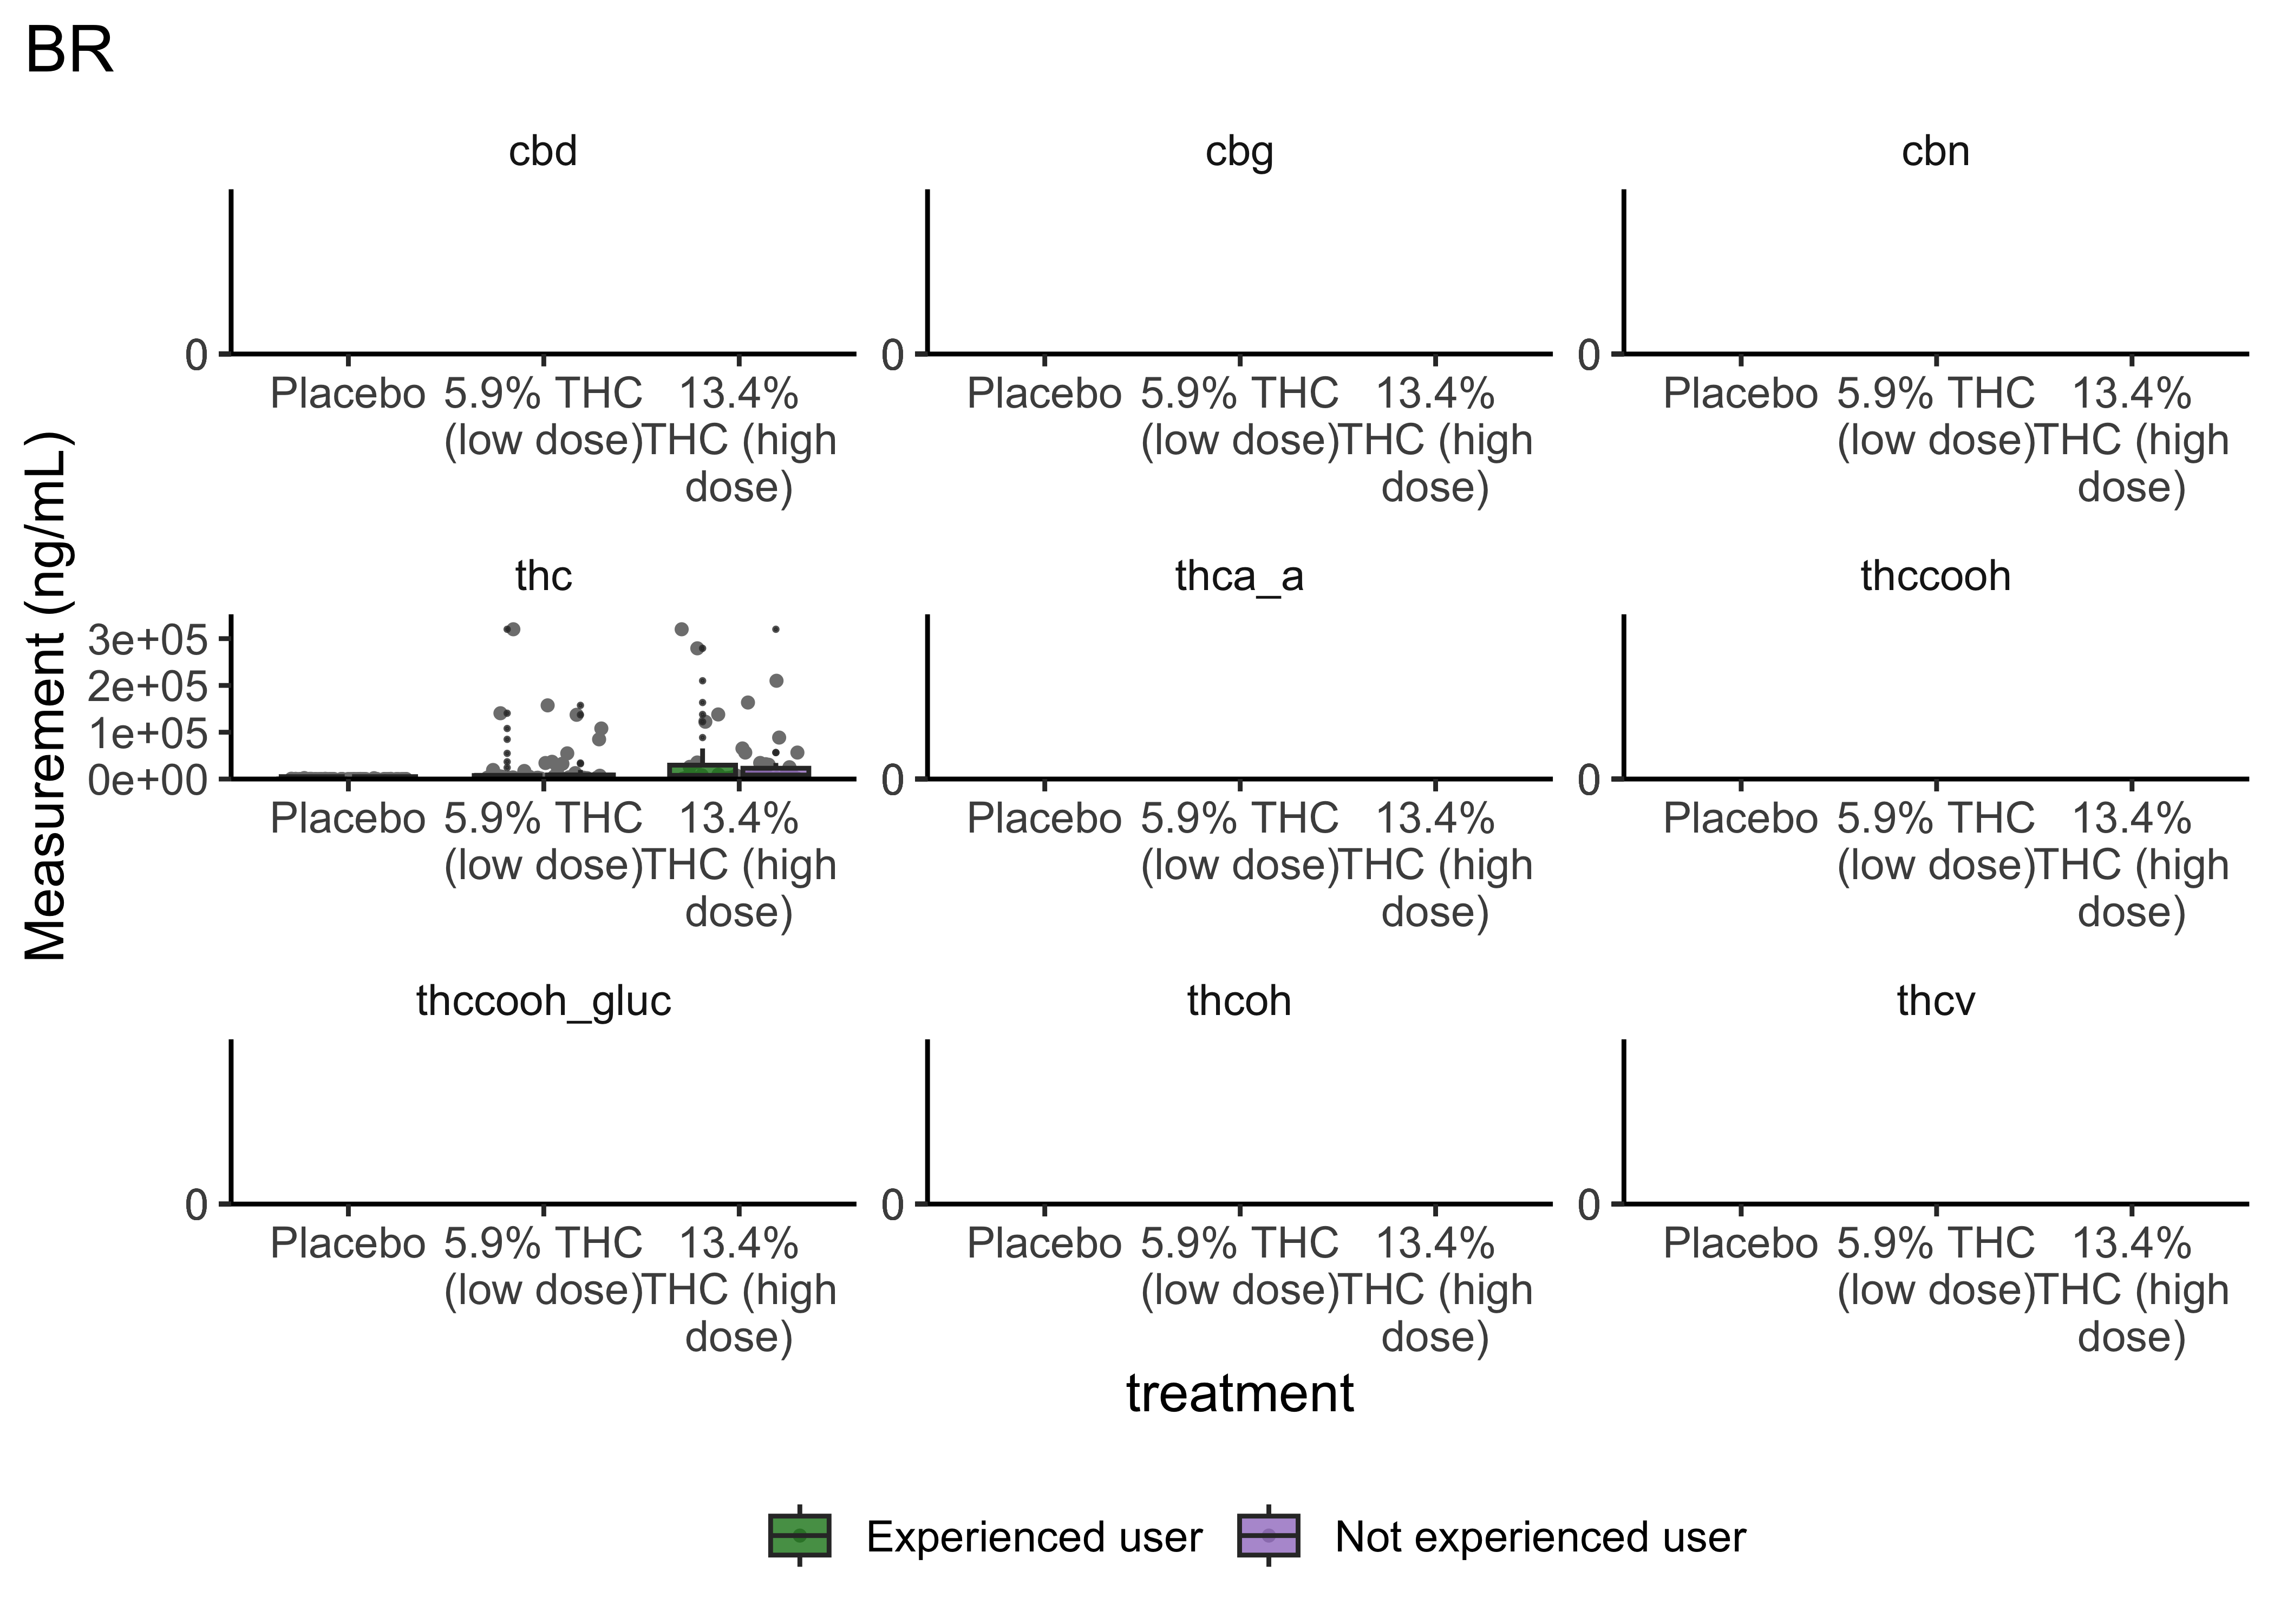 BR
cbd
cbg
cbn
0
0
0
Placebo 5.9% THC 13.4%
(low dose)THC (high
dose)
Placebo 5.9% THC 13.4%
(low dose)THC (high
dose)
Placebo 5.9% THC 13.4%
(low dose)THC (high
dose)
Measurement (ng/mL)
thc
thca_a
thccooh
3e+05
2e+05
1e+05
0e+00
0
0
Placebo 5.9% THC 13.4%
(low dose)THC (high
dose)
Placebo 5.9% THC 13.4%
(low dose)THC (high
dose)
Placebo 5.9% THC 13.4%
(low dose)THC (high
dose)
thccooh_gluc
thcoh
thcv
0
0
0
Placebo 5.9% THC 13.4%
(low dose)THC (high
dose)
Placebo 5.9% THC 13.4%
(low dose)THC (high
dose)
Placebo 5.9% THC 13.4%
(low dose)THC (high
dose)
treatment
Experienced user
Not experienced user